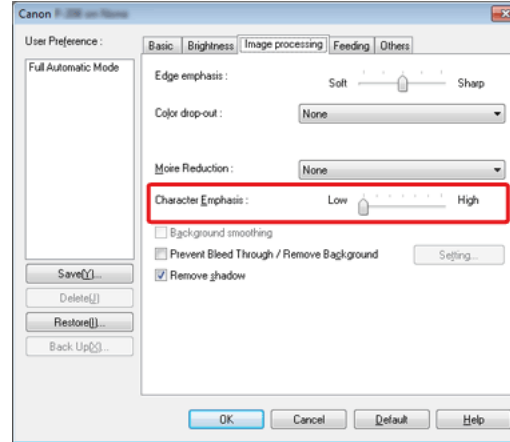 Canon
User Preference :
Full Automatic Mode
Save(Y)...
Delete(J)
Restore(I)...
Back Up(X)...
Basic Brightness Image processing Feeding Others
Edge emphasis : Soft Sharp
Color drop-out : None
Moire Reduction : None
Character Emphasis : Low High
Background smoothing
Prevent Bleed Through / Remove Background Setting...
Remove shadow
OK Cancel Default Help